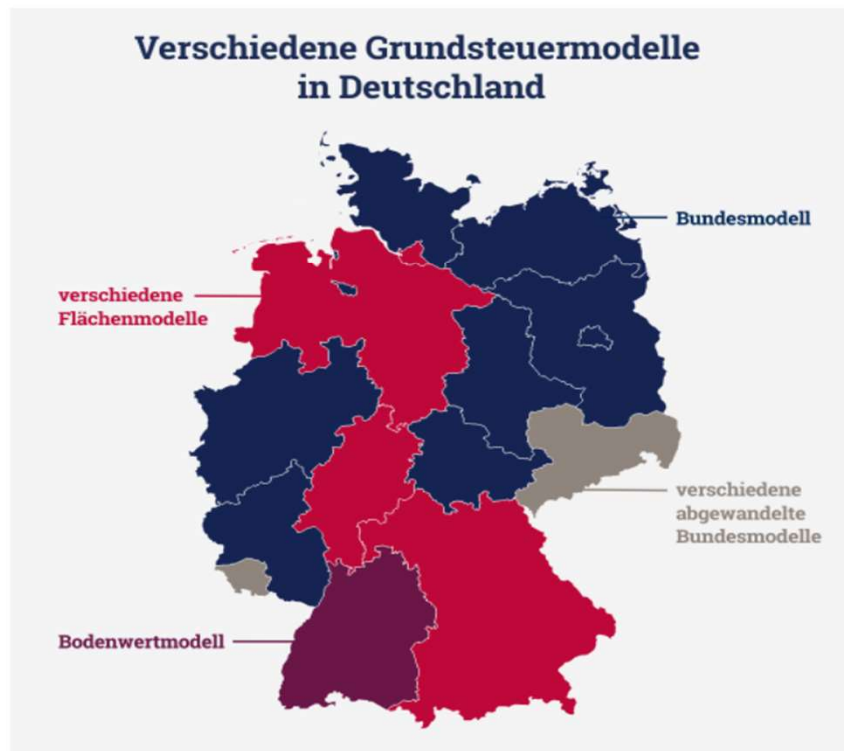 Verschiedene Grundsteuermodelle
in Deutschland
Bundesmodell
verschiedene
Flächenmodelle
verschiedene
abgewandelte
Bundesmodelle
Bodenwertmodell